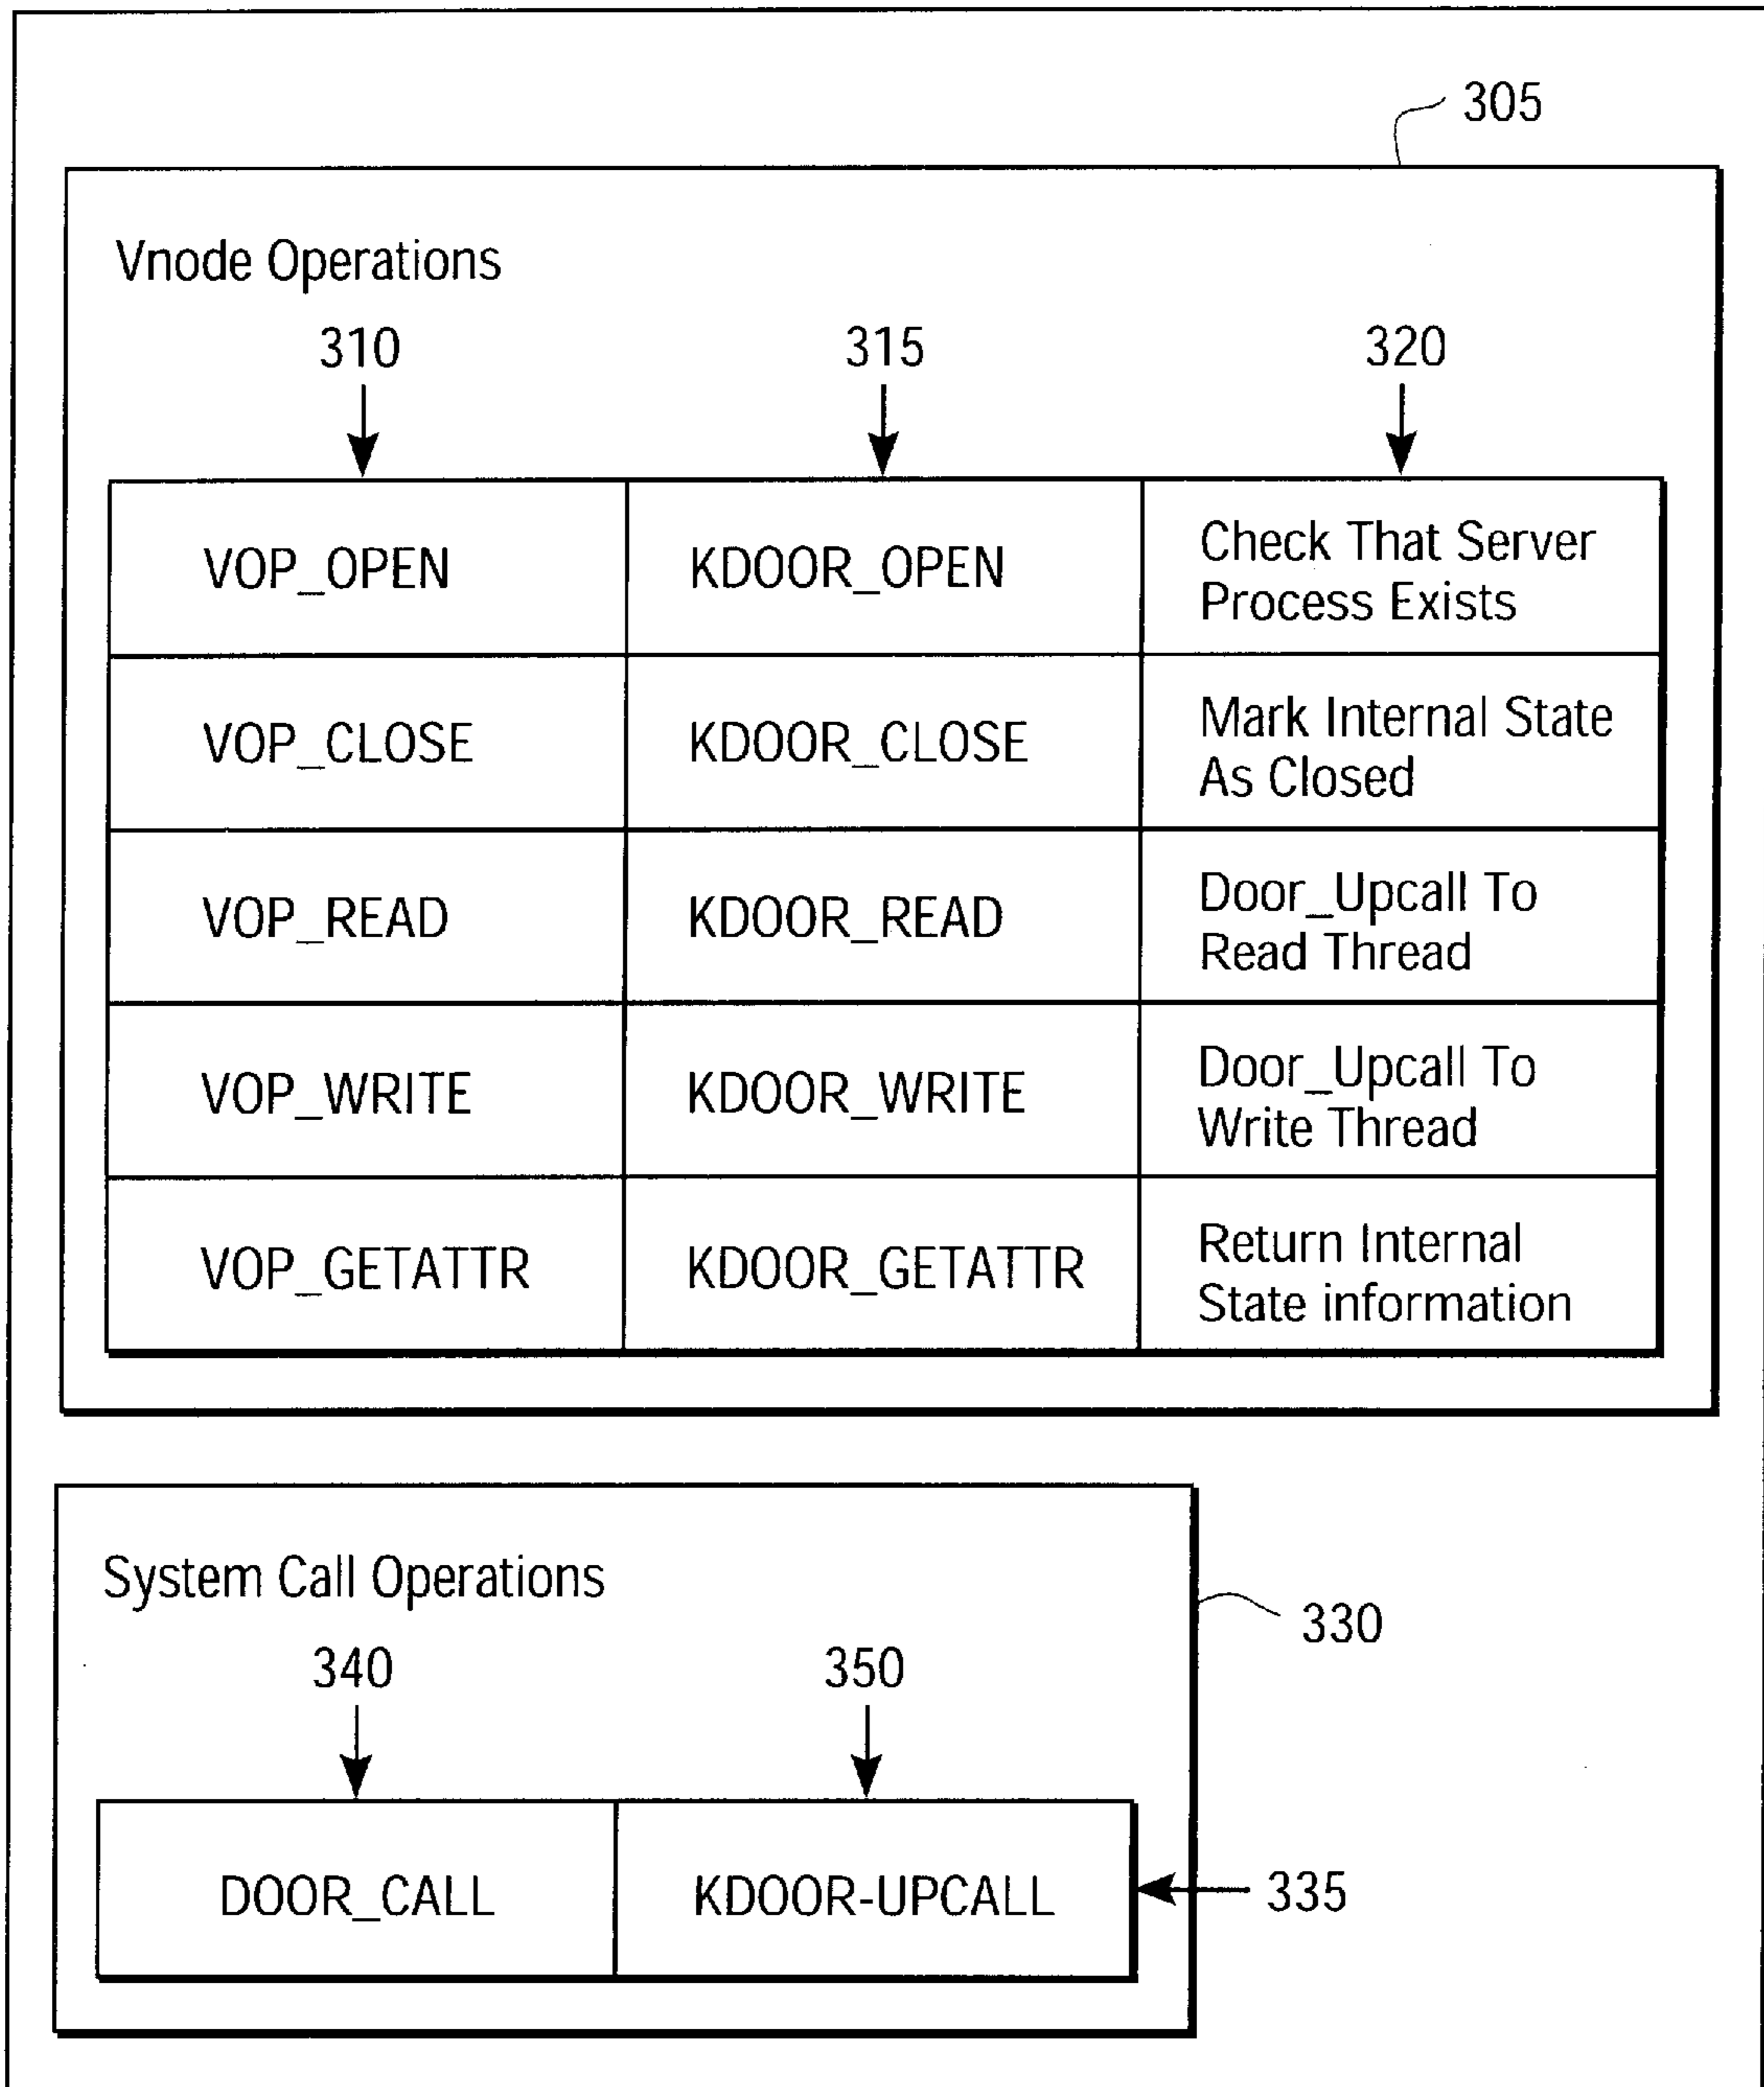 305
Vnode Operations
310 315 320
VOP_OPEN KDOOR_OPEN Check That Server
Process Exists
VOP_CLOSE KDOOR_CLOSE Mark Internal State
As Closed
VOP_READ KDOOR_READ Door_Upcall To
Read Thread
VOP_WRITE KDOOR_WRITE Door_Upcall To
Write Thread
VOP_GETATTR KDOOR_GETATTR Return Internal
State information
System Call Operations
330
340 350
DOOR_CALL KDOOR-UPCALL 335